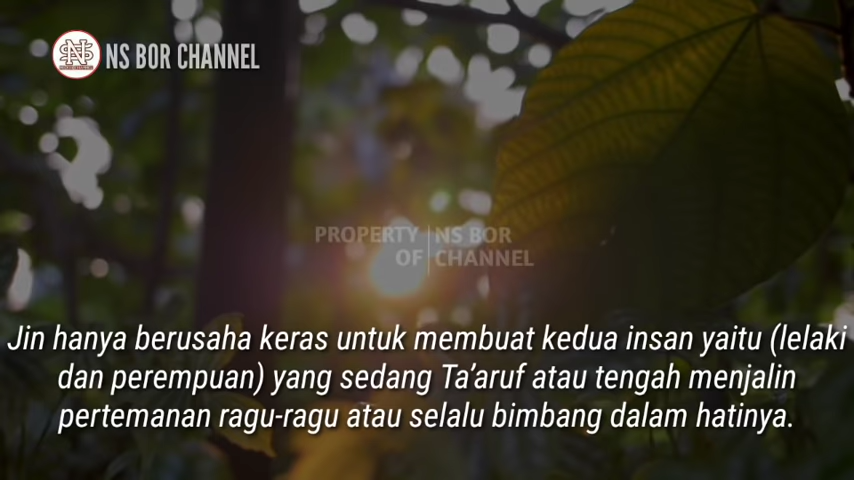 NS BOR CHANNEL
PROPERTY OF
NS BOR CHANNEL
Jin hanya berusaha keras untuk membuat kedua insan yaitu (lelaki
dan perempuan) yang sedang Ta’aruf atau tengah menjalin
pertemanan ragu-ragu atau selalu bimbang dalam hatinya.